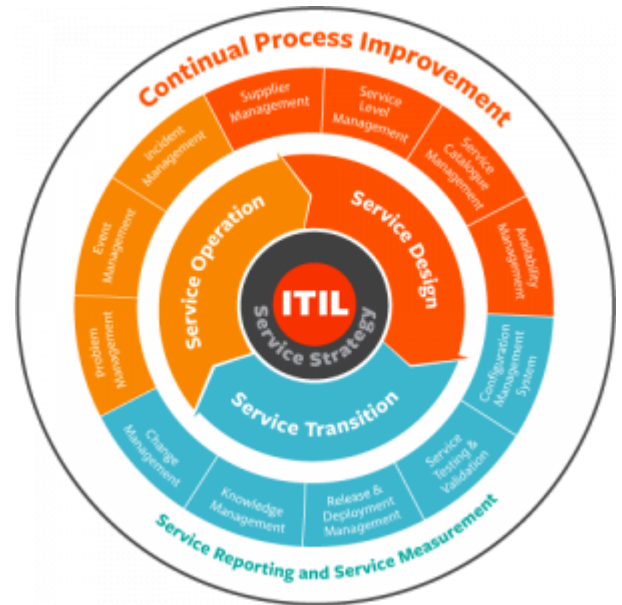 Continual Process Improvement
Supplier
Management
Service
Level
Management
Service
Catalogue
Management
Availability
Management
Configuration
Management
System
Service
Testing &
Validation
Release &
Deployment
Management
Knowledge
Management
Change
Management
Problem
Management
Event
Management
Incident
Management
Service Operation
Service Design
Service Transition
ITIL
Service Strategy
Service Reporting and Service Measurement